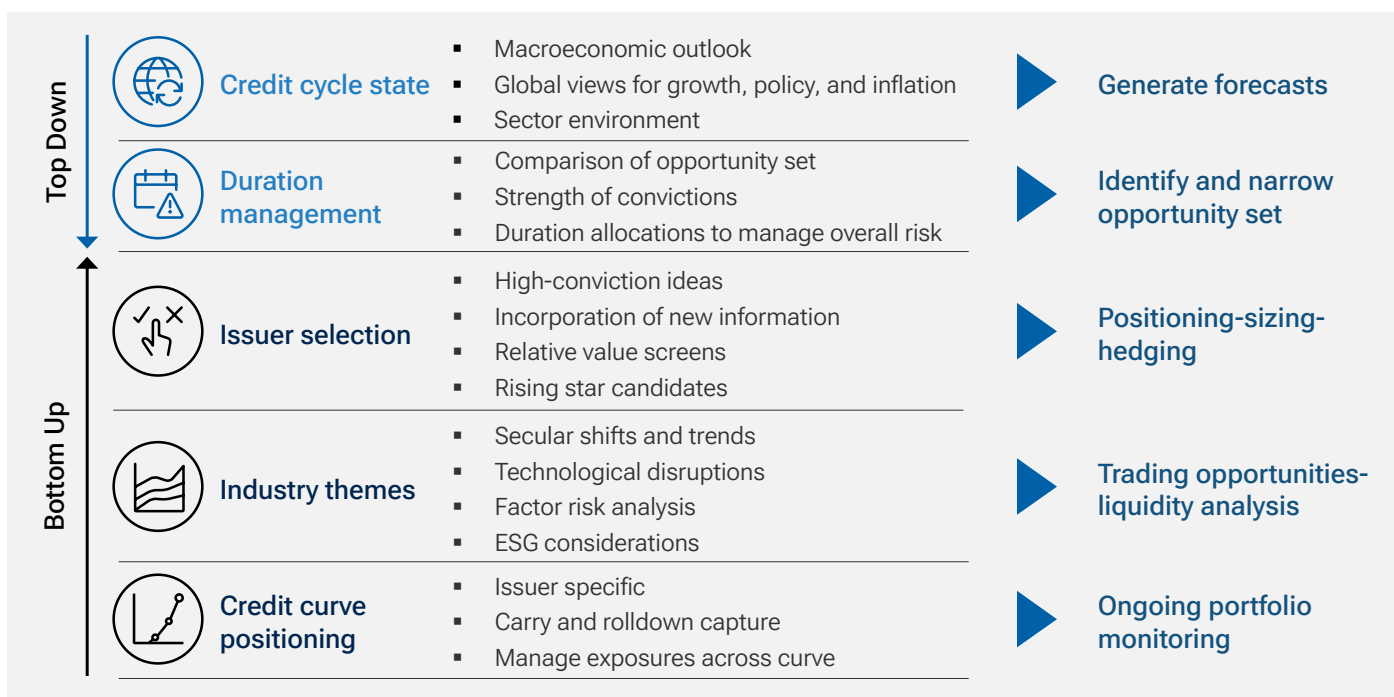 Top Down
Credit cycle state
▪ Macroeconomic outlook
▪ Global views for growth, policy, and inflation
▪ Sector environment
Generate forecasts
Duration
management
▪ Comparison of opportunity set
▪ Strength of convictions
▪ Duration allocations to manage overall risk
Identify and narrow
opportunity set
Bottom Up
Issuer selection
▪ High-conviction ideas
▪ Incorporation of new information
▪ Relative value screens
▪ Rising star candidates
Positioning-sizing-
hedging
Industry themes
▪ Secular shifts and trends
▪ Technological disruptions
▪ Factor risk analysis
▪ ESG considerations
Trading opportunities-
liquidity analysis
Credit curve
positioning
▪ Issuer specific
▪ Carry and rolldown capture
▪ Manage exposures across curve
Ongoing portfolio
monitoring